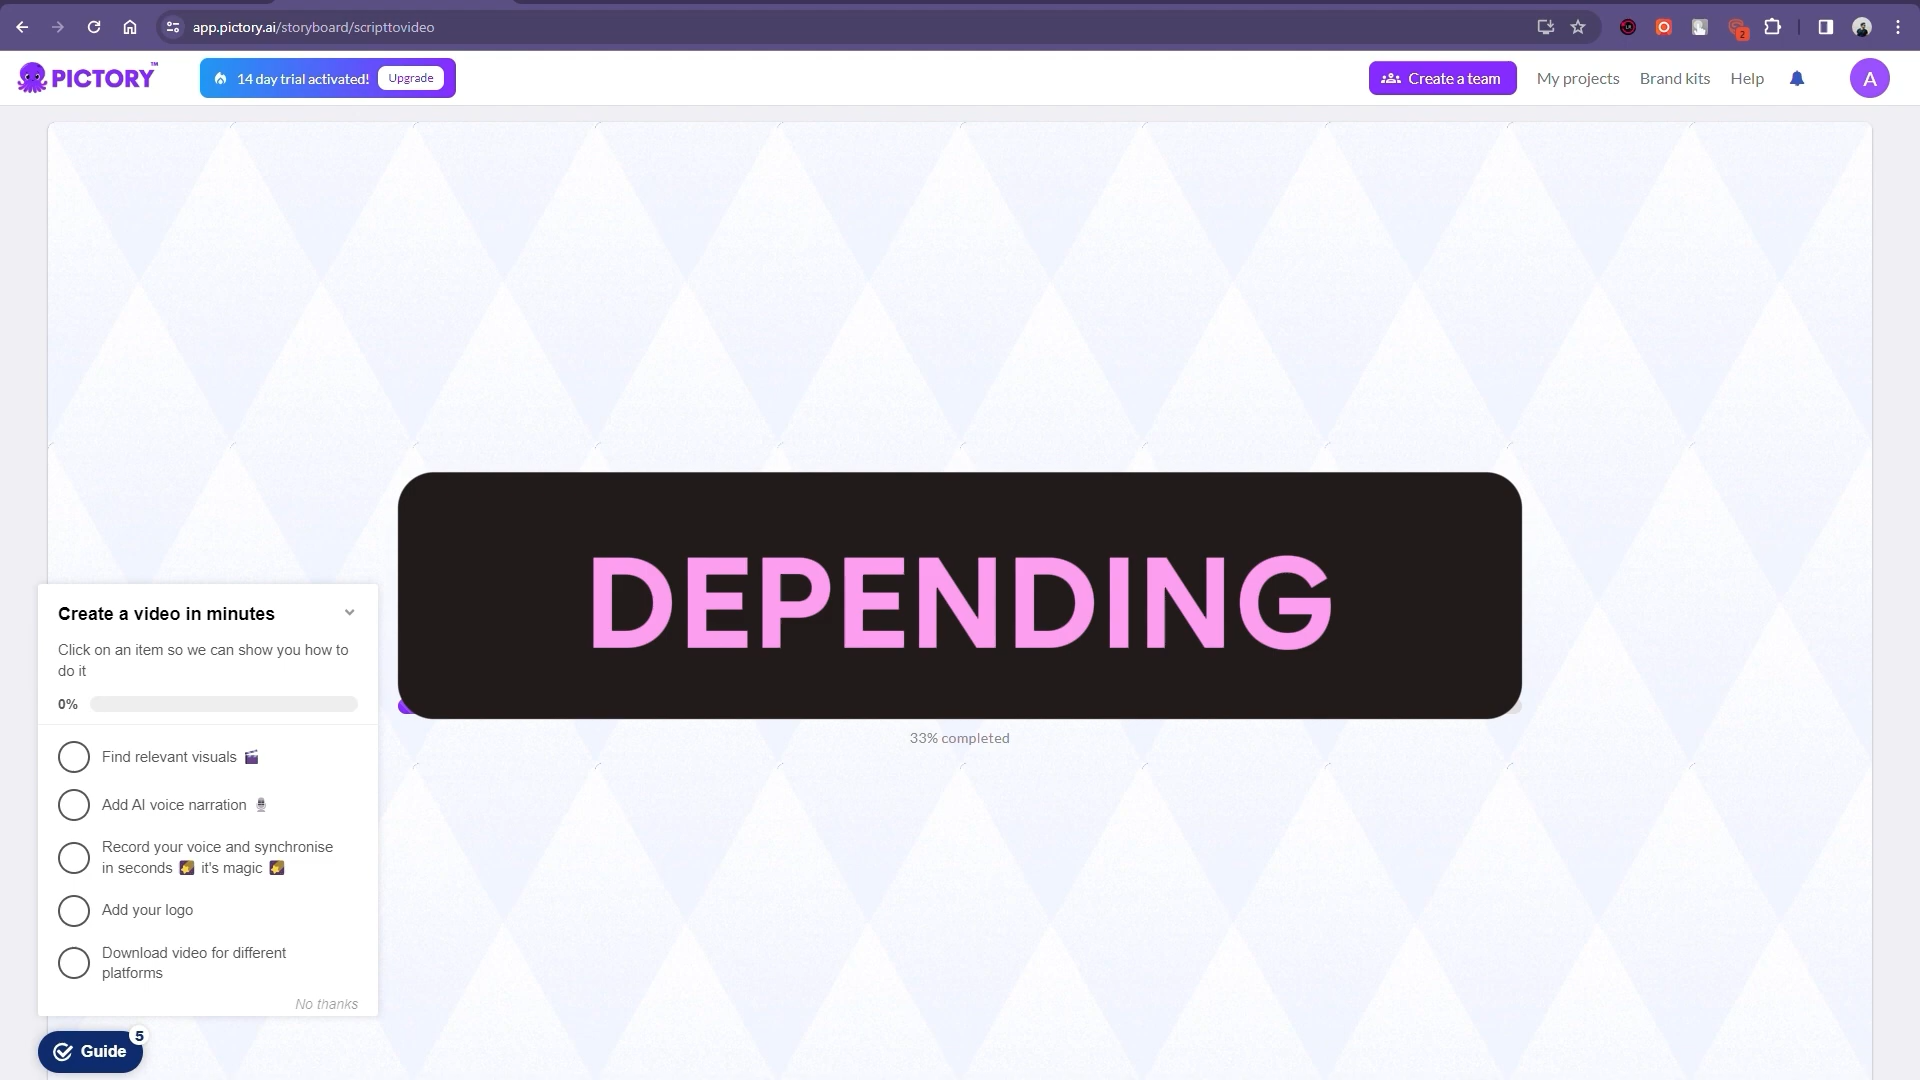 app.pictory.ai/storyboard/scripttovideo
2
PICTORY™
14 day trial activated!
Upgrade
Create a team
My projects
Brand kits
Help
A
DEPENDING
33% completed
Create a video in minutes
Click on an item so we can show you how to
do it
0%
Find relevant visuals
Add AI voice narration
Record your voice and synchronise
in seconds it's magic
Add your logo
Download video for different
platforms
No thanks
Guide
5